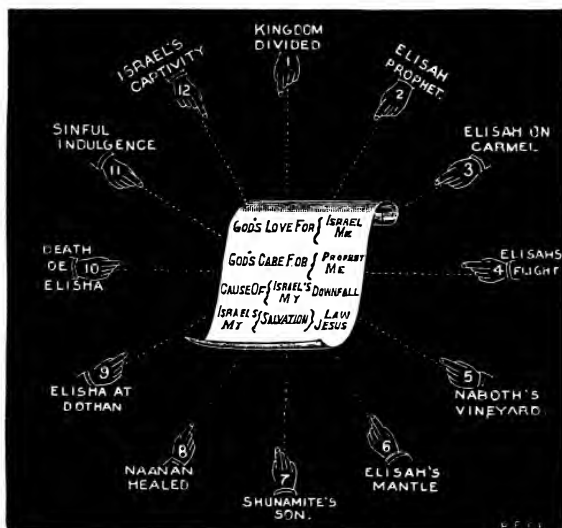 KINGDOM
DIVIDED
1
ELISAH
PROPHET.
2
ELISAH ON
CARMEL
3
ELISAHS
FLIGHT
4
5
NABOTH'S
VINEYARD.
6
ELISAH'S
MANTLE
7
SHUNAMITE'S
SON.
8
NAANAN
HEALED
9
ELISHA AT
DOTHAN
DEATH
OF
ELISHA
10
SINFUL
INDULGENCE
11
ISRAEL'S
CAPTIVITY
12
GOD'S LOVE FOR { ISRAEL
ME
GOD'S CARE FOR { PROPHET
ME
CAUSE OF { ISRAEL'S
MY DOWNFALL
ISRAELS
MY { SALVATION } LAW
JESUS